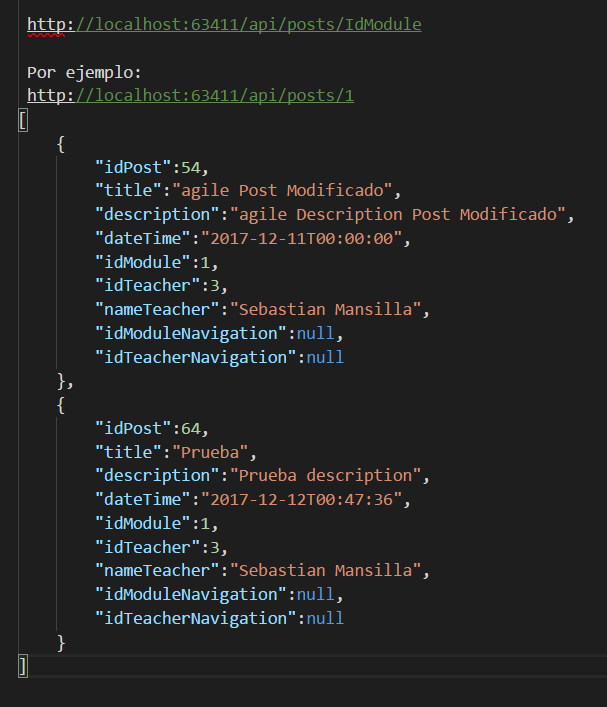 http://localhost:63411/api/posts/IdModule
Por ejemplo:
http://localhost:63411/api/posts/1
[
{
"idPost":54,
"title":"agile Post Modificado",
"description":"agile Description Post Modificado",
"dateTime":"2017-12-11T00:00:00",
"idModule":1,
"idTeacher":3,
"nameTeacher":"Sebastian Mansilla",
"idModuleNavigation":null,
"idTeacherNavigation":null
},
{
"idPost":64,
"title":"Prueba",
"description":"Prueba description",
"dateTime":"2017-12-12T00:47:36",
"idModule":1,
"idTeacher":3,
"nameTeacher":"Sebastian Mansilla",
"idModuleNavigation":null,
"idTeacherNavigation":null
}
]